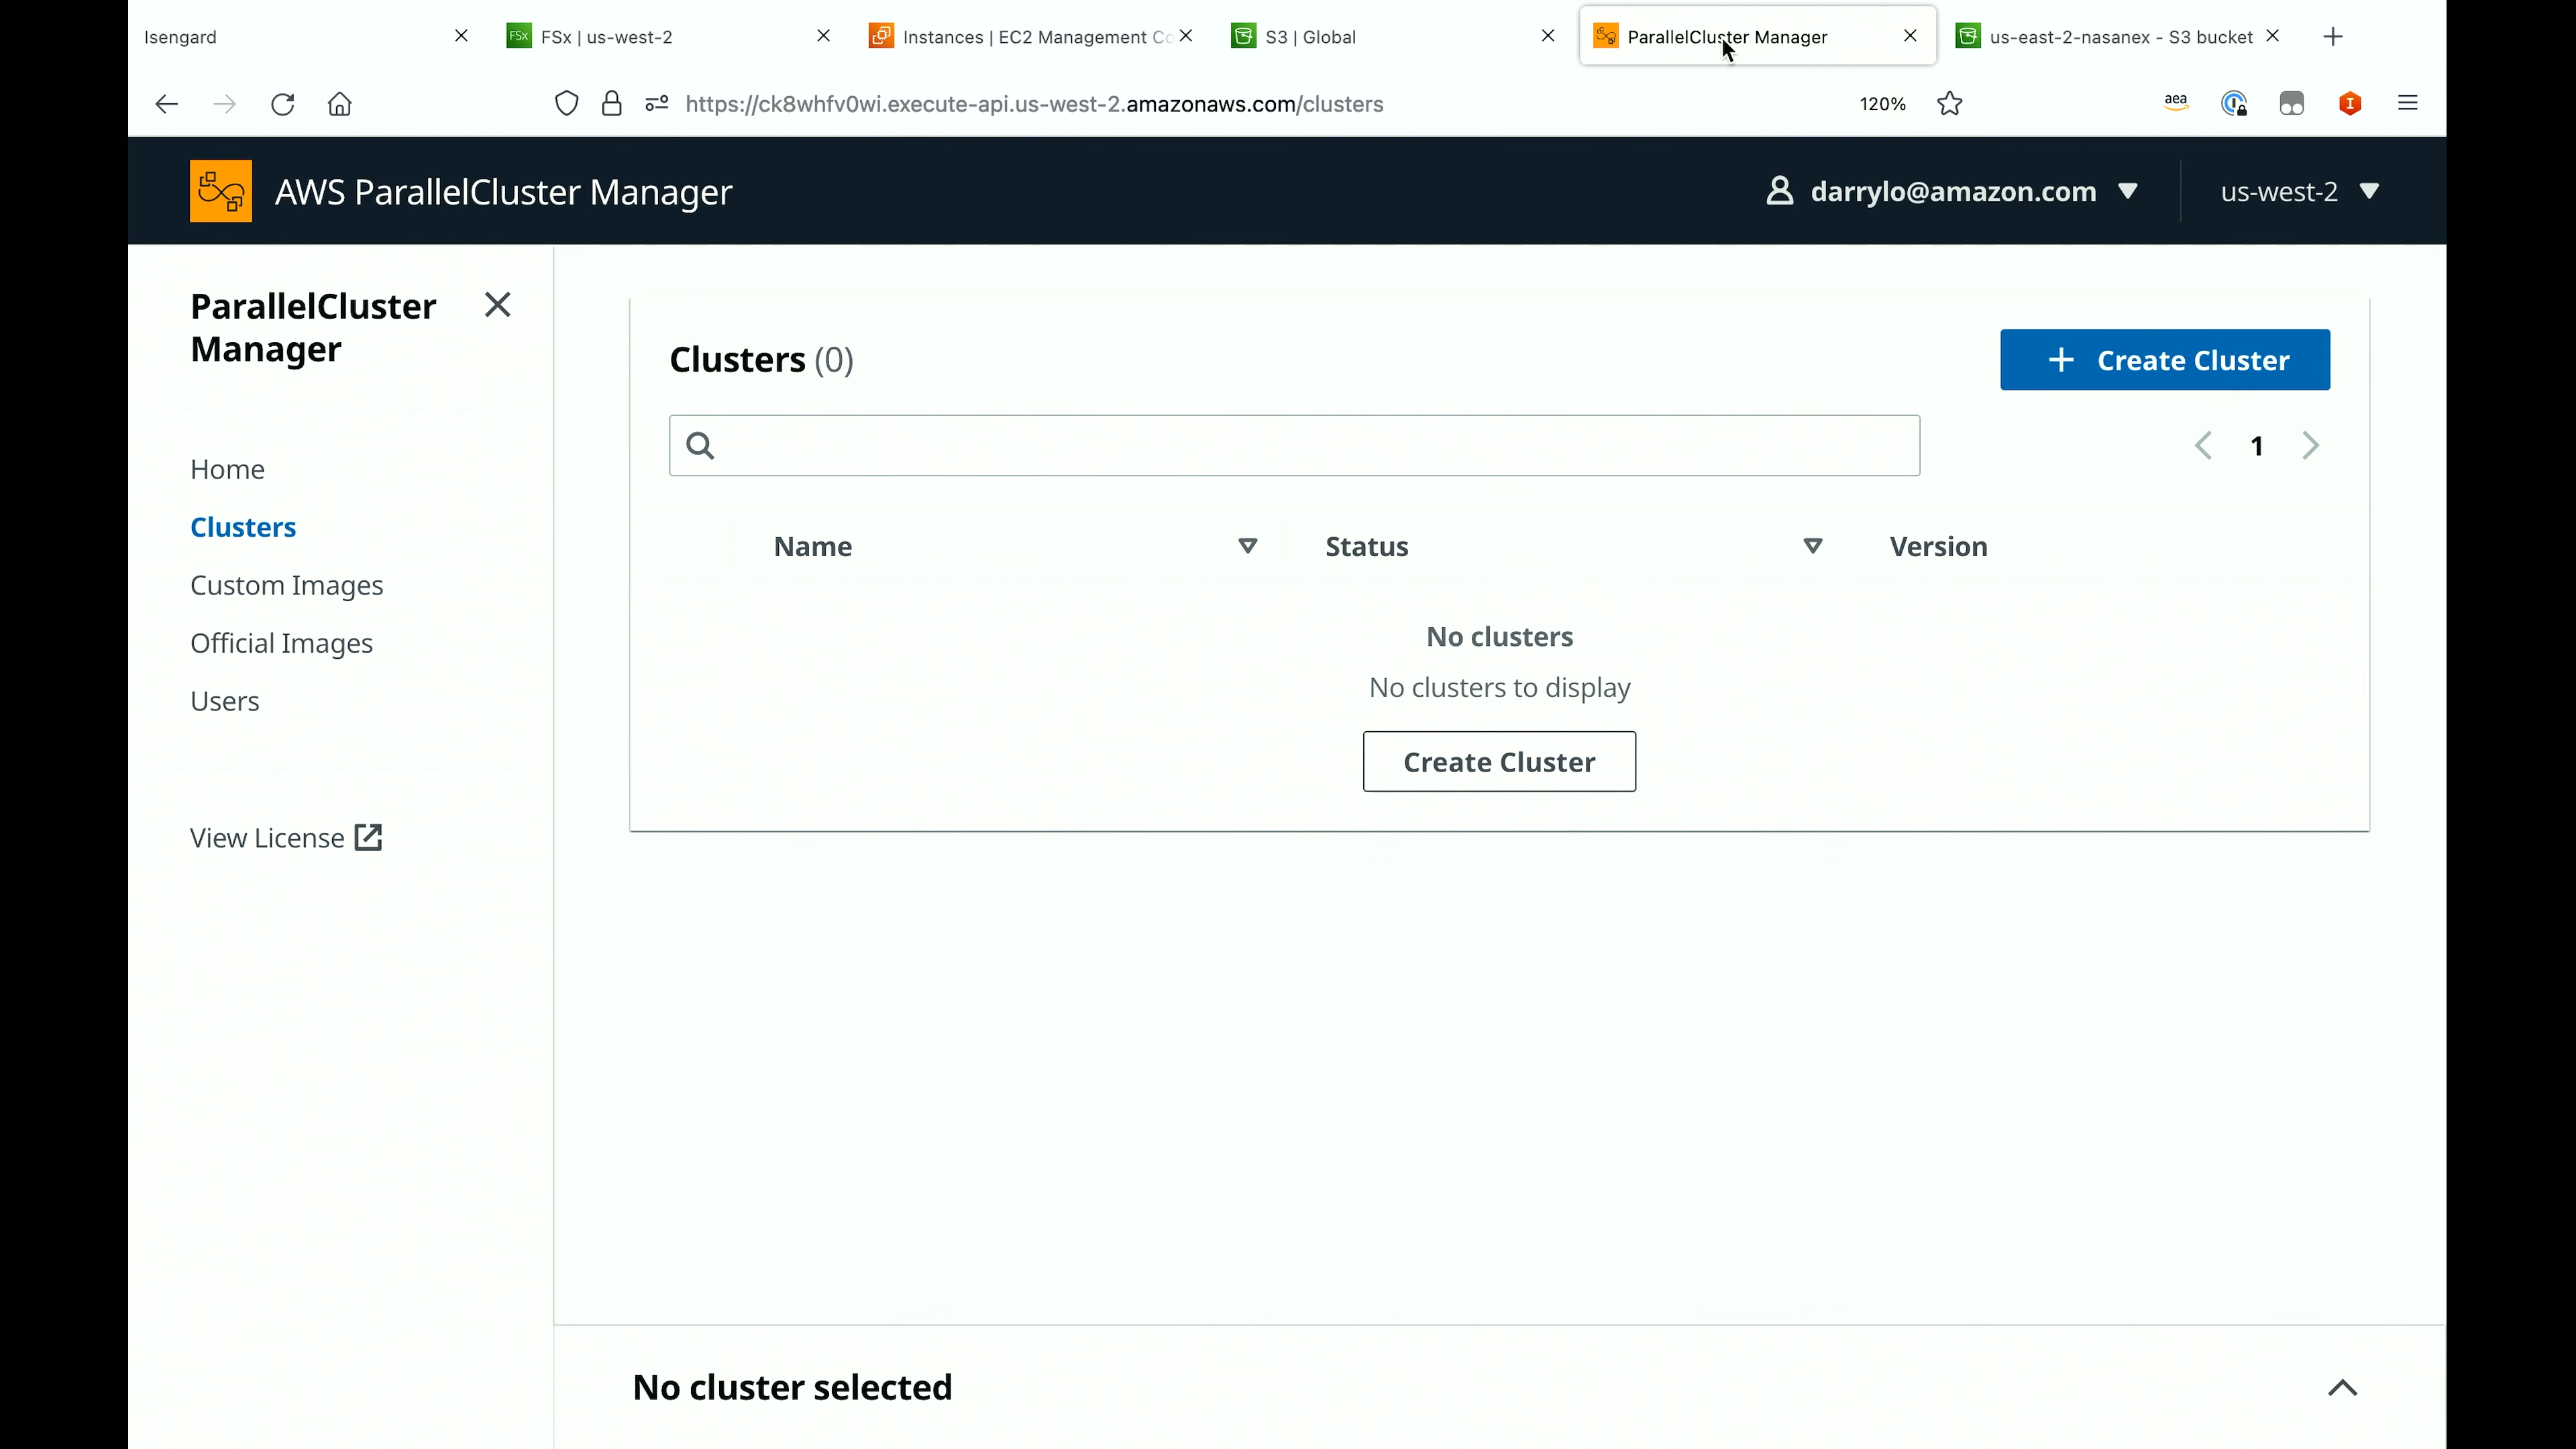 Isengard
FSx
FSx | us-west-2
Instances | EC2 Management Co
S3 | Global
ParallelCluster Manager
us-east-2-nasanex - S3 bucket
https://ck8whfv0wi.execute-api.us-west-2.amazonaws.com/clusters
120%
aea
AWS ParallelCluster Manager
darrylo@amazon.com
us-west-2
ParallelCluster
Manager
Home
Clusters
Custom Images
Official Images
Users
View License
Clusters (0)
+ Create Cluster
1
Name
Status
Version
No clusters
No clusters to display
Create Cluster
No cluster selected